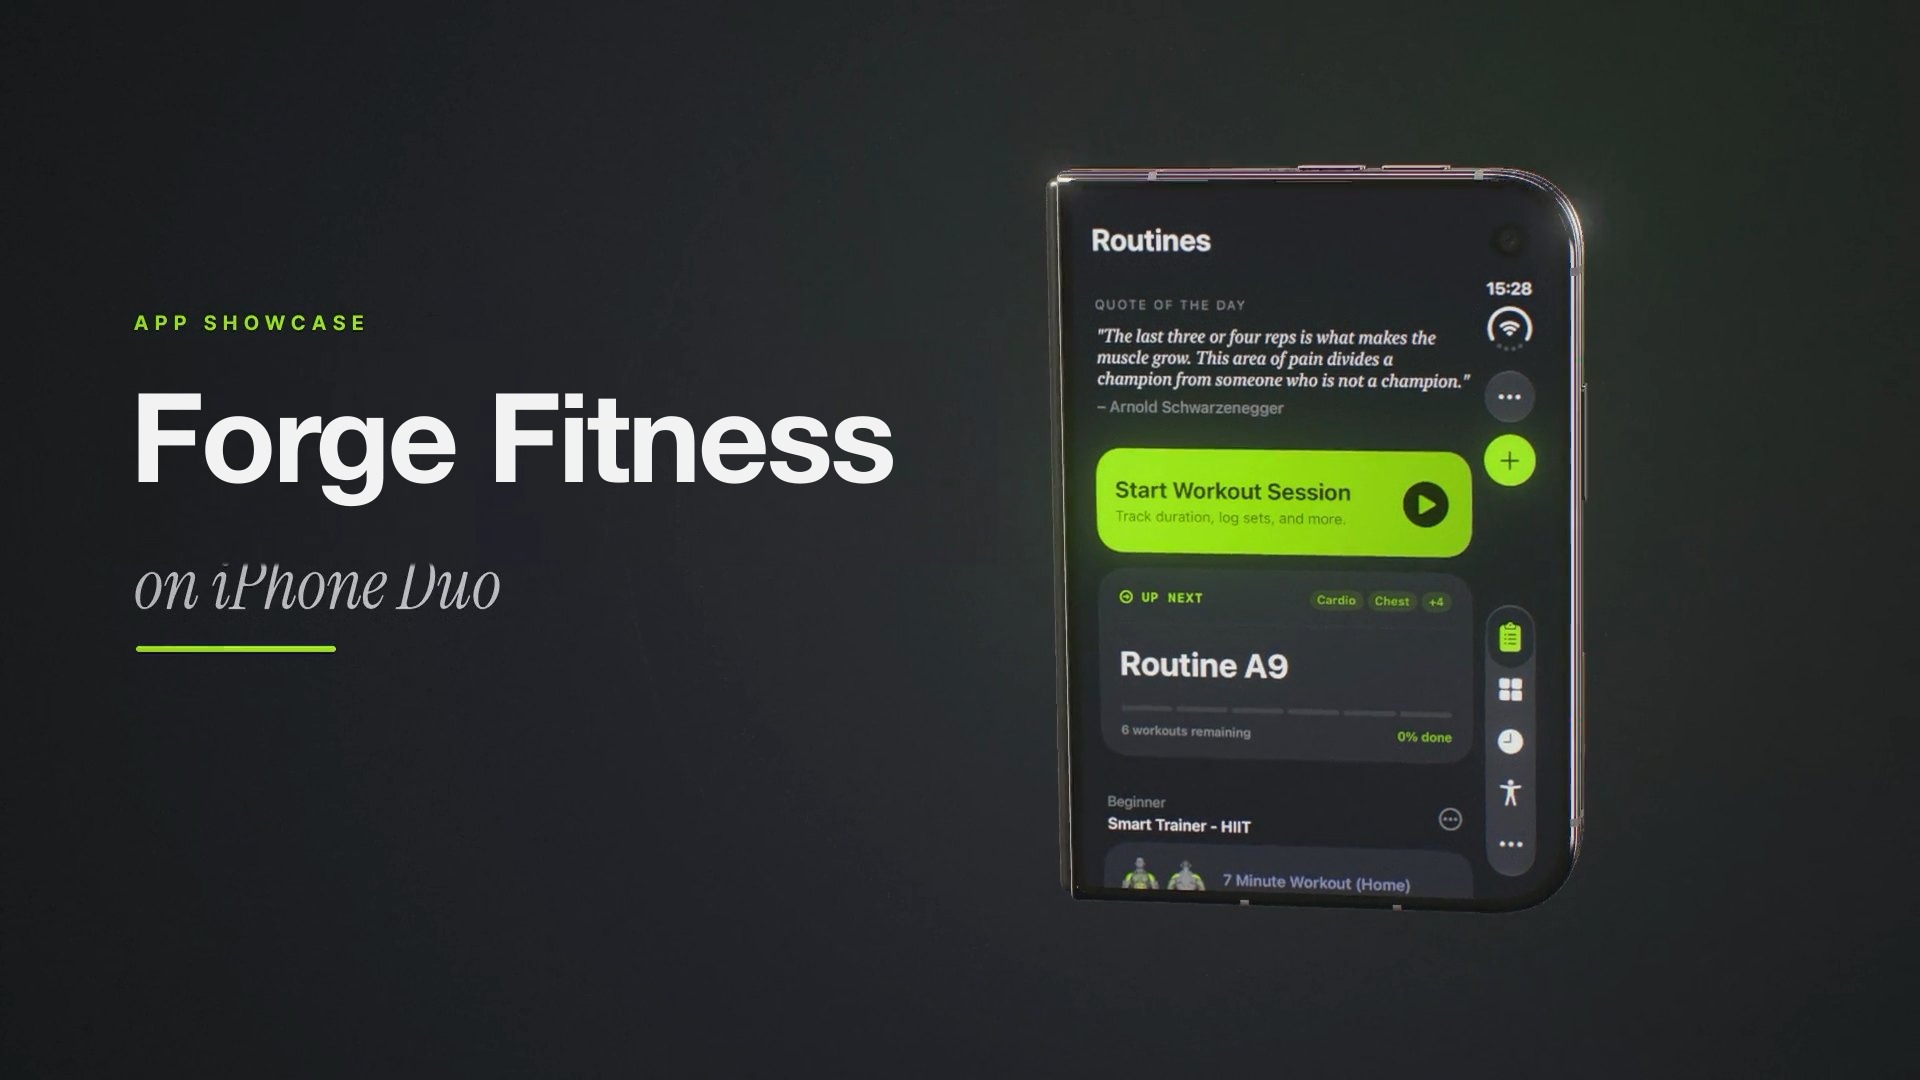 APP SHOWCASE
Forge Fitness
on iPhone Duo
Routines
15:28
QUOTE OF THE DAY
"The last three or four reps is what makes the
muscle grow. This area of pain divides a
champion from someone who is not a champion."
– Arnold Schwarzenegger
Start Workout Session
Track duration, log sets, and more.
UP NEXT
Cardio Chest +4
Routine A9
6 workouts remaining
0% done
Beginner
Smart Trainer - HIIT
7 Minute Workout (Home)